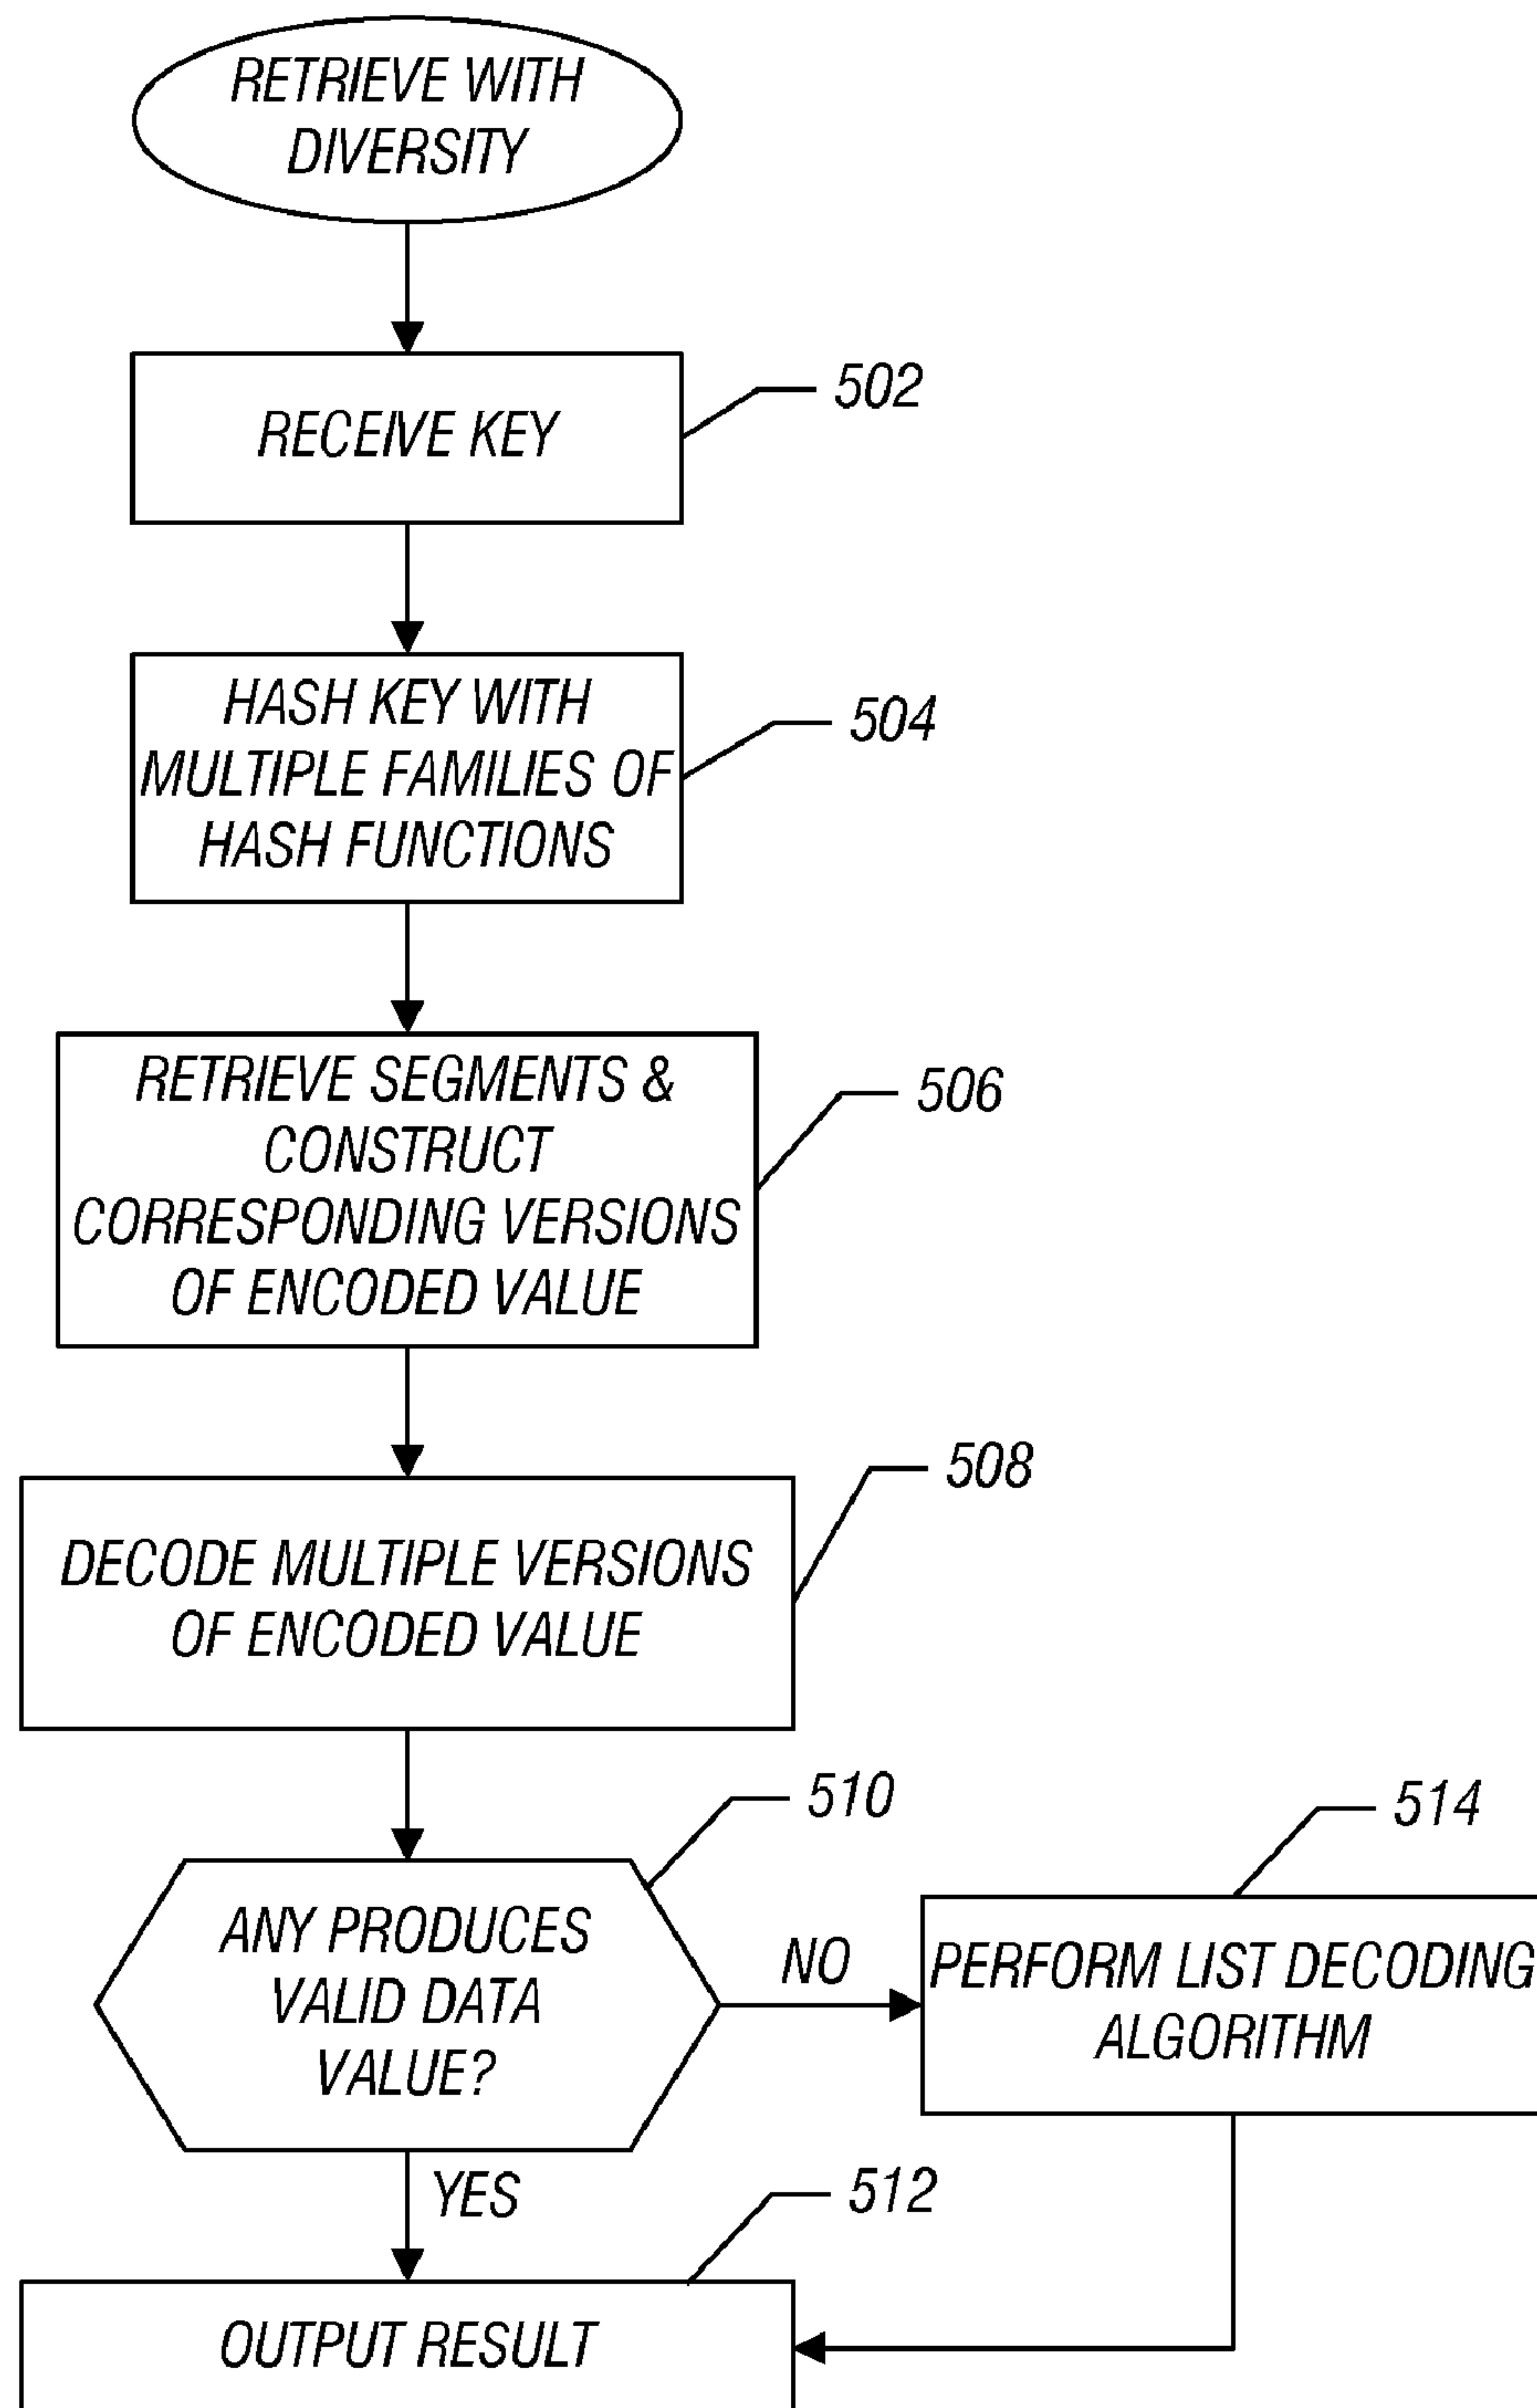 RETRIEVE WITH
DIVERSITY
RECEIVE KEY
502
HASH KEY WITH
MULTIPLE FAMILIES OF
HASH FUNCTIONS
504
RETRIEVE SEGMENTS &
CONSTRUCT
CORRESPONDING VERSIONS
OF ENCODED VALUE
506
DECODE MULTIPLE VERSIONS
OF ENCODED VALUE
508
ANY PRODUCES
VALID DATA
VALUE?
510
NO
PERFORM LIST DECODING
ALGORITHM
514
YES
OUTPUT RESULT
512